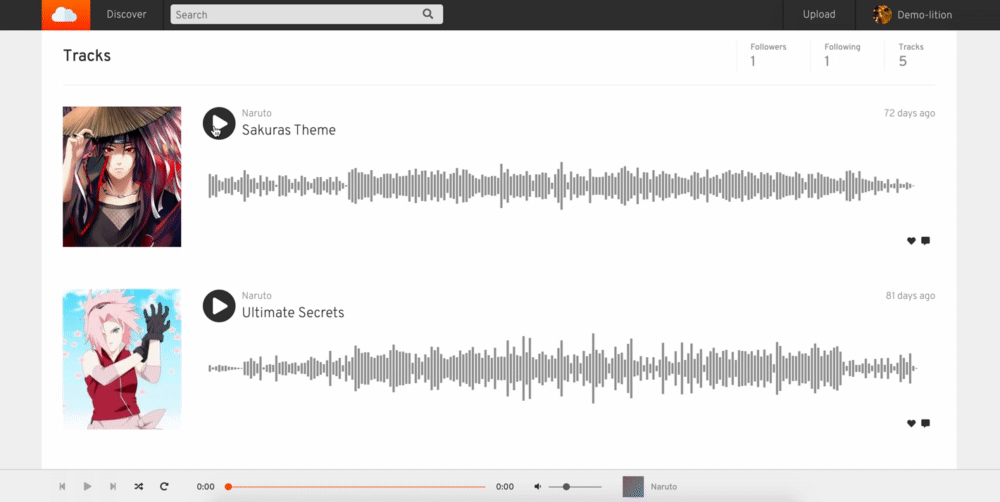 Discover
Search
Upload
Demo-lition
Tracks
Followers
1
Following
1
Tracks
5
Naruto
Sakuras Theme
72 days ago
Naruto
Ultimate Secrets
81 days ago
0:00
0:00
Naruto